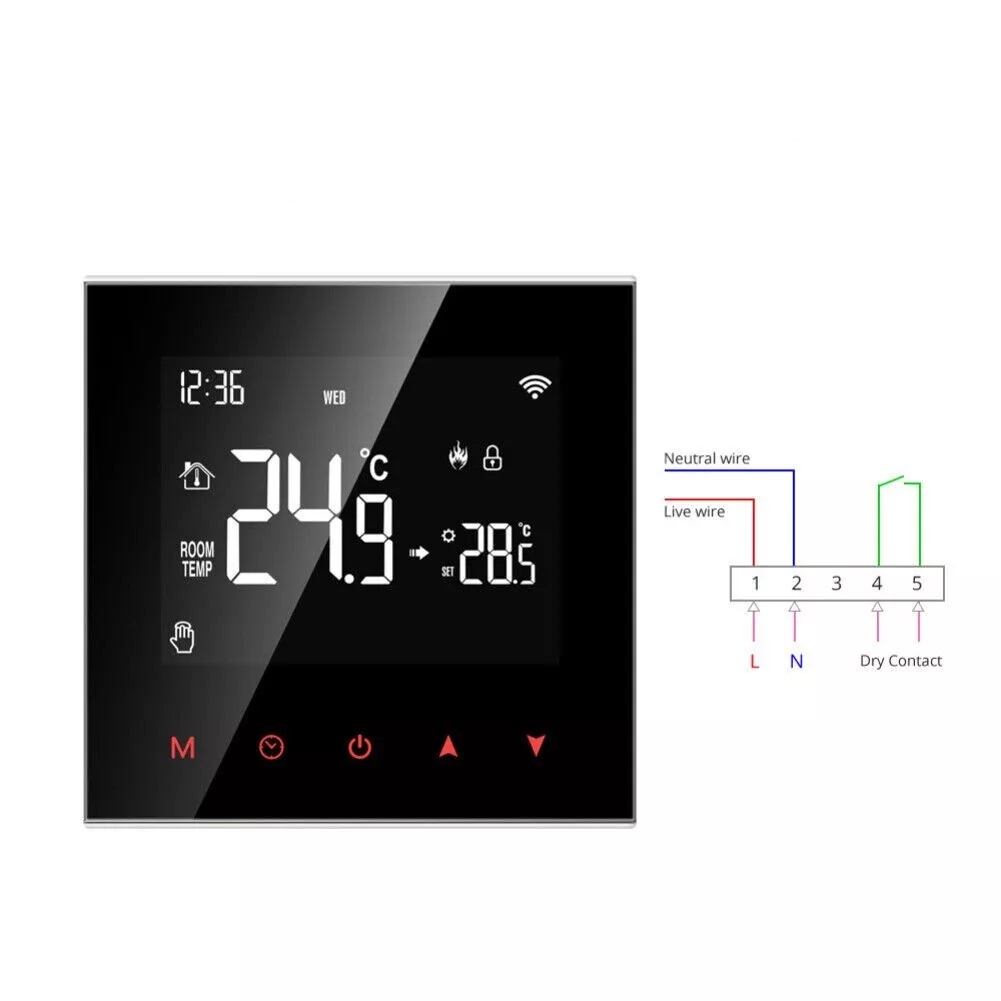 12:36
WED
24.9°C
ROOM
TEMP
SET 28.5°C
M
Neutral wire
Live wire
1 2 3 4 5
L N Dry Contact